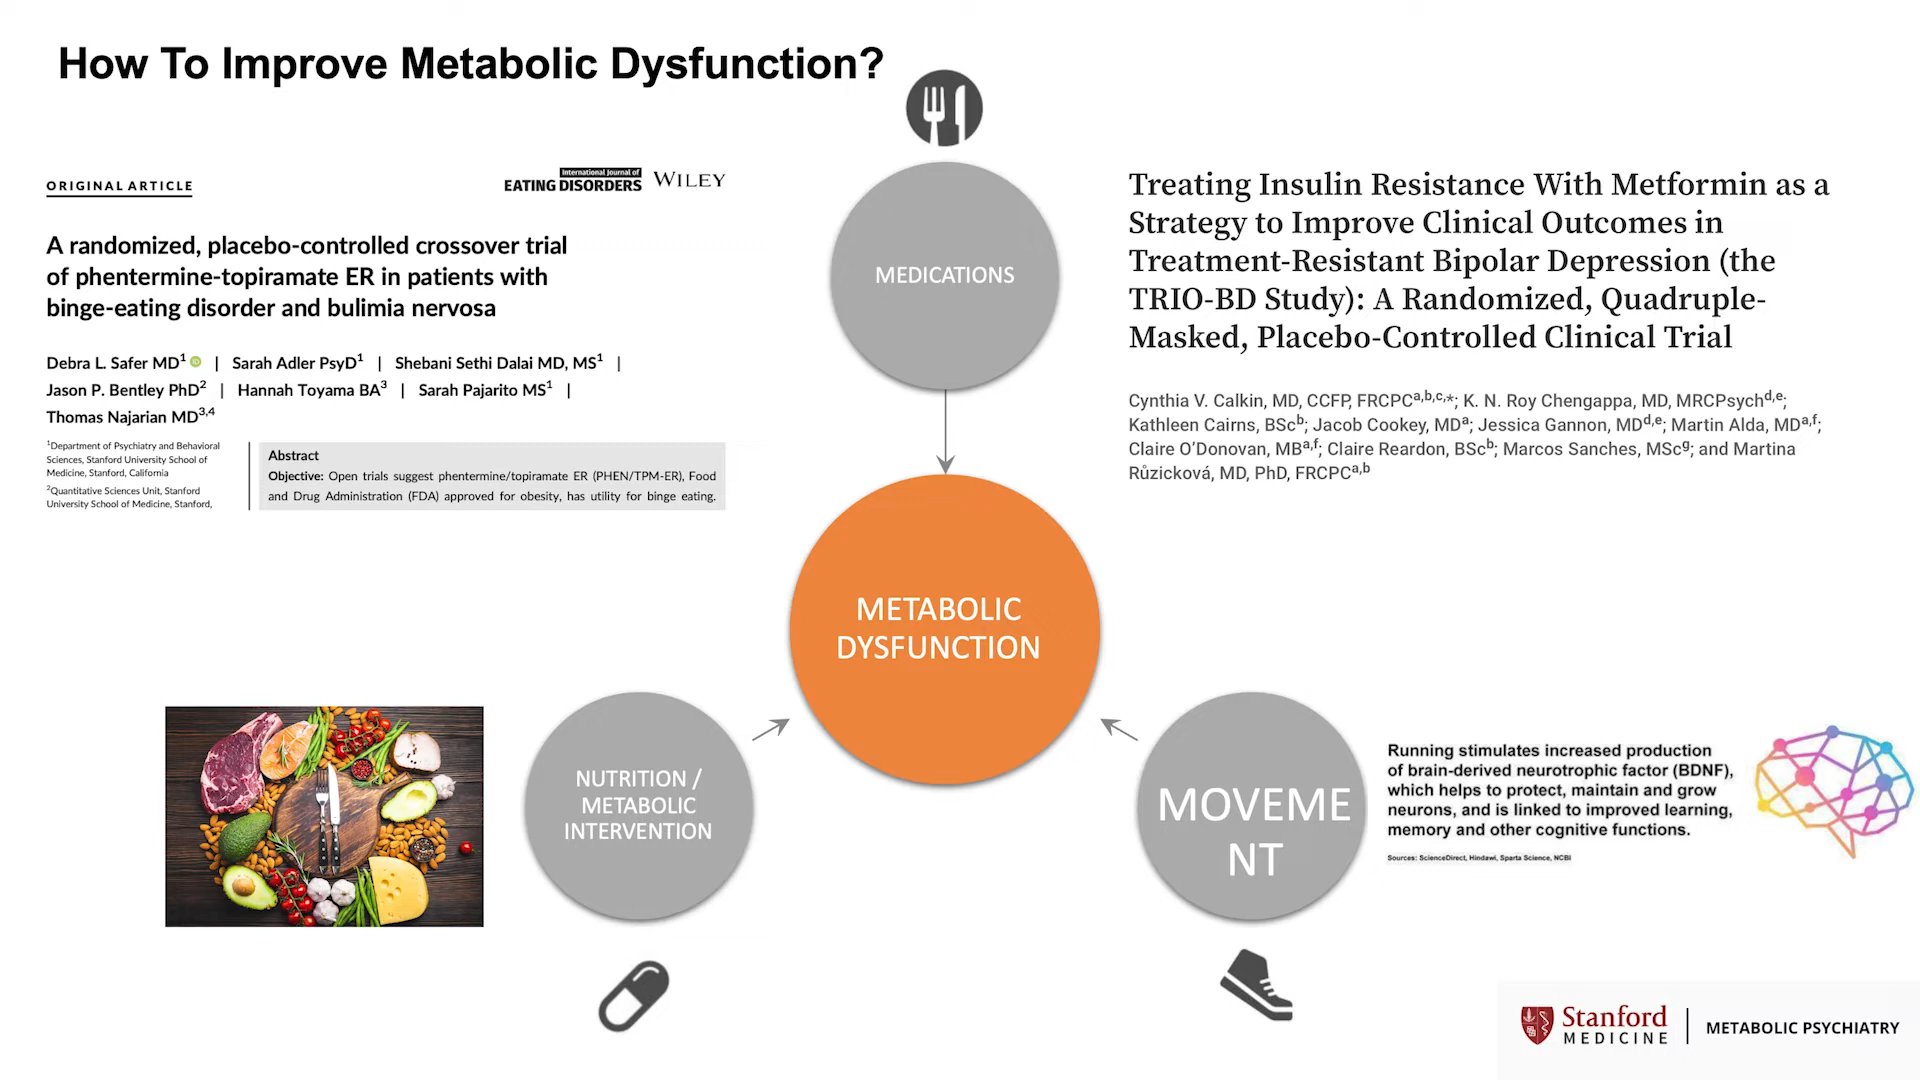 How To Improve Metabolic Dysfunction?
ORIGINAL ARTICLE
International Journal of
EATING DISORDERS WILEY
A randomized, placebo-controlled crossover trial
of phentermine-topiramate ER in patients with
binge-eating disorder and bulimia nervosa
Debra L. Safer MD1 | Sarah Adler PsyD1 | Shebani Sethi Dalai MD, MS1 |
Jason P. Bentley PhD2 | Hannah Toyama BA3 | Sarah Pajarito MS1 |
Thomas Najarian MD3,4
1Department of Psychiatry and Behavioral
Sciences, Stanford University School of
Medicine, Stanford, California
2Quantitative Sciences Unit, Stanford
University School of Medicine, Stanford,
Abstract
Objective: Open trials suggest phentermine/topiramate ER (PHEN/TPM-ER), Food
and Drug Administration (FDA) approved for obesity, has utility for binge eating.
MEDICATIONS
Treating Insulin Resistance With Metformin as a
Strategy to Improve Clinical Outcomes in
Treatment-Resistant Bipolar Depression (the
TRIO-BD Study): A Randomized, Quadruple-
Masked, Placebo-Controlled Clinical Trial
Cynthia V. Calkin, MD, CCFP, FRCPCa,b,c,*; K. N. Roy Chengappa, MD, MRCPsychd,e;
Kathleen Cairns, BScb; Jacob Cookey, MDa; Jessica Gannon, MDd,e; Martin Alda, MDa,f;
Claire O'Donovan, MBa,f; Claire Reardon, BScb; Marcos Sanches, MScg; and Martina
Růzicková, MD, PhD, FRCPCa,b
METABOLIC
DYSFUNCTION
NUTRITION /
METABOLIC
INTERVENTION
MOVEME
NT
Running stimulates increased production
of brain-derived neurotrophic factor (BDNF),
which helps to protect, maintain and grow
neurons, and is linked to improved learning,
memory and other cognitive functions.
Sources: ScienceDirect, Hindawi, Sparta Science, NCBI
Stanford
MEDICINE
METABOLIC PSYCHIATRY